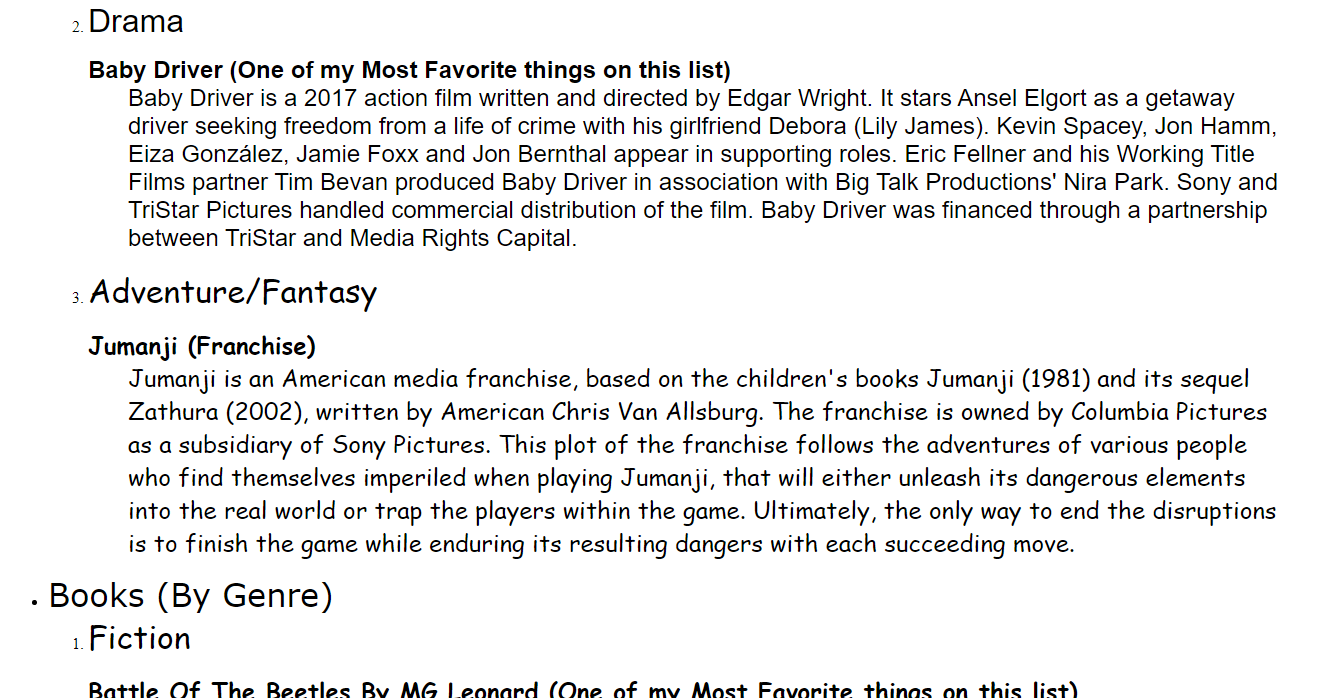 2. Drama
Baby Driver (One of my Most Favorite things on this list)
Baby Driver is a 2017 action film written and directed by Edgar Wright. It stars Ansel Elgort as a getaway
driver seeking freedom from a life of crime with his girlfriend Debora (Lily James). Kevin Spacey, Jon Hamm,
Eiza González, Jamie Foxx and Jon Bernthal appear in supporting roles. Eric Fellner and his Working Title
Films partner Tim Bevan produced Baby Driver in association with Big Talk Productions' Nira Park. Sony and
TriStar Pictures handled commercial distribution of the film. Baby Driver was financed through a partnership
between TriStar and Media Rights Capital.
3. Adventure/Fantasy
Jumanji (Franchise)
Jumanji is an American media franchise, based on the children's books Jumanji (1981) and its sequel
Zathura (2002), written by American Chris Van Allsburg. The franchise is owned by Columbia Pictures
as a subsidiary of Sony Pictures. This plot of the franchise follows the adventures of various people
who find themselves imperiled when playing Jumanji, that will either unleash its dangerous elements
into the real world or trap the players within the game. Ultimately, the only way to end the disruptions
is to finish the game while enduring its resulting dangers with each succeeding move.
• Books (By Genre)
1. Fiction
Battle Of The Beetles By MG Leonard (One of my Most Favorite things on this list)